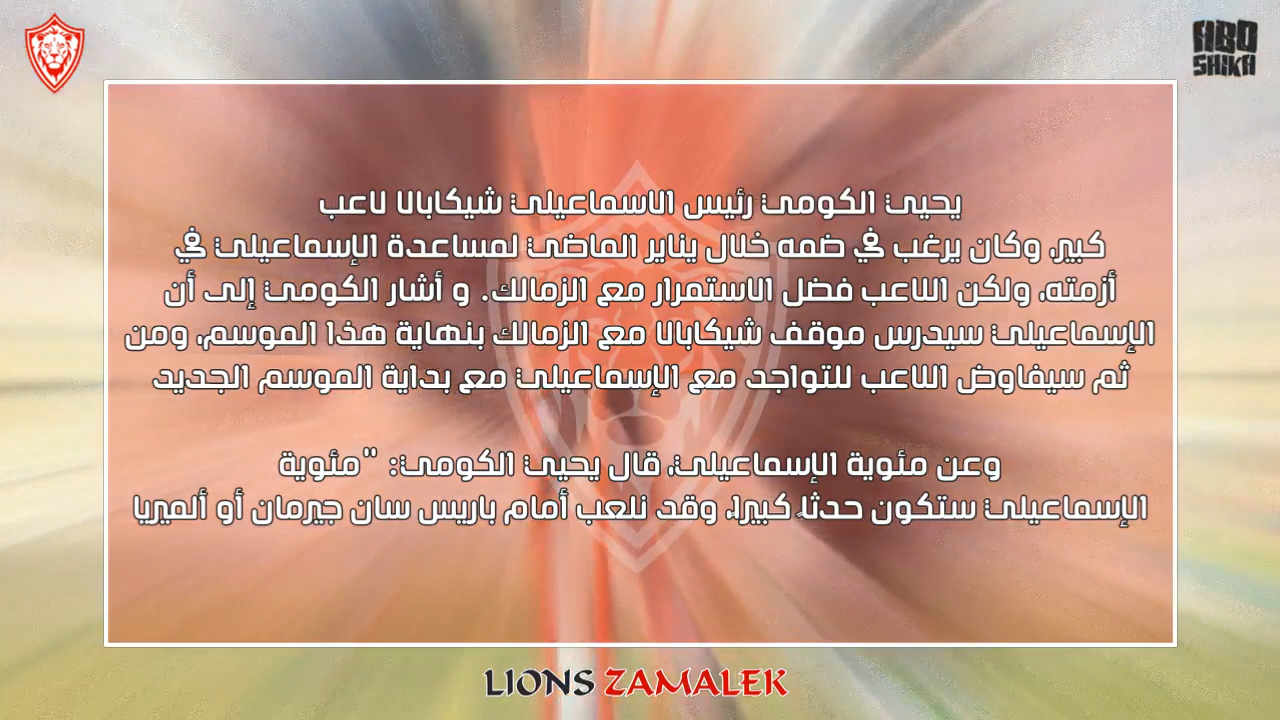 ABO
SHIKA
يحيى الكومي رئيس الاسماعيلي شيكابالا لاعب
كبير، وكان يرغب في ضمه خلال يناير الماضي لمساعدة الإسماعيلي في
أزمته، ولكن اللاعب فضل الاستمرار مع الزمالك. و أشار الكومي إلى أن
الإسماعيلي سيدرس موقف شيكابالا مع الزمالك بنهاية هذا الموسم، ومن
ثم سيفاوض اللاعب للتواجد مع الإسماعيلي مع بداية الموسم الجديد
وعن مئوية الإسماعيلي، قال يحيى الكومي: "مئوية
الإسماعيلي ستكون حدثاً كبيرا، وقد نلعب أمام باريس سان جيرمان أو ألميريا
LIONS ZAMALEK